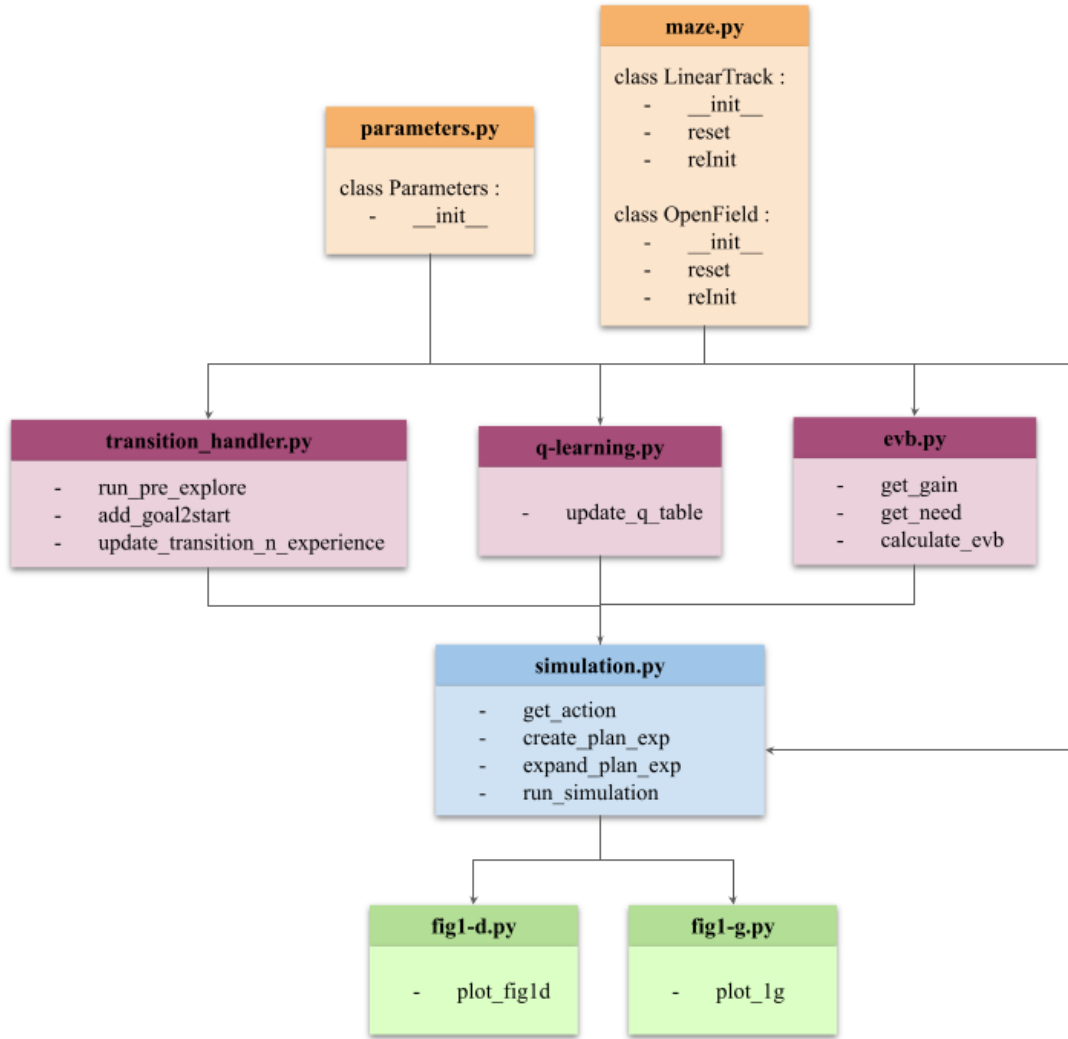 maze.py
class LinearTrack :
- __init__
- reset
- reInit
class OpenField :
- __init__
- reset
- reInit
parameters.py
class Parameters :
- __init__
transition_handler.py
- run_pre_explore
- add_goal2start
- update_transition_n_experience
q-learning.py
- update_q_table
evb.py
- get_gain
- get_need
- calculate_evb
simulation.py
- get_action
- create_plan_exp
- expand_plan_exp
- run_simulation
fig1-d.py
- plot_fig1d
fig1-g.py
- plot_1g